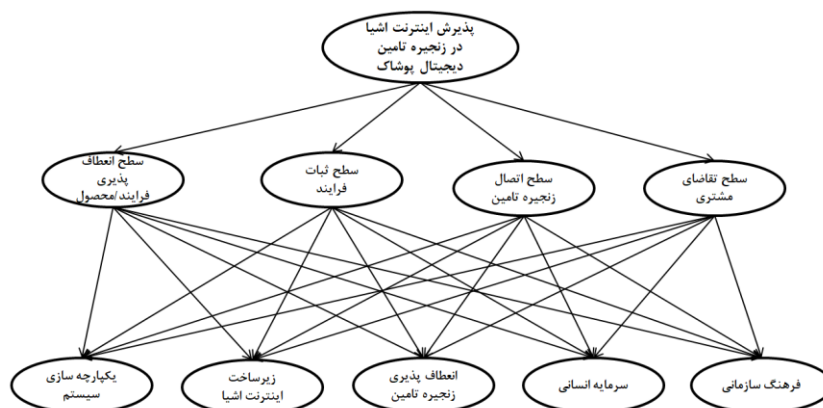 پذیرش اینترنت اشیا
در زنجیره تامین
دیجیتال پوشاک
سطح تقاضای
مشتری
سطح اتصال
زنجیره تامین
سطح ثبات
فرایند
سطح انعطاف
پذیری
فرایند/محصول
فرهنگ سازمانی
سرمایه انسانی
انعطاف پذیری
زنجیره تامین
زیرساخت
اینترنت اشیا
یکپارچه سازی
سیستم